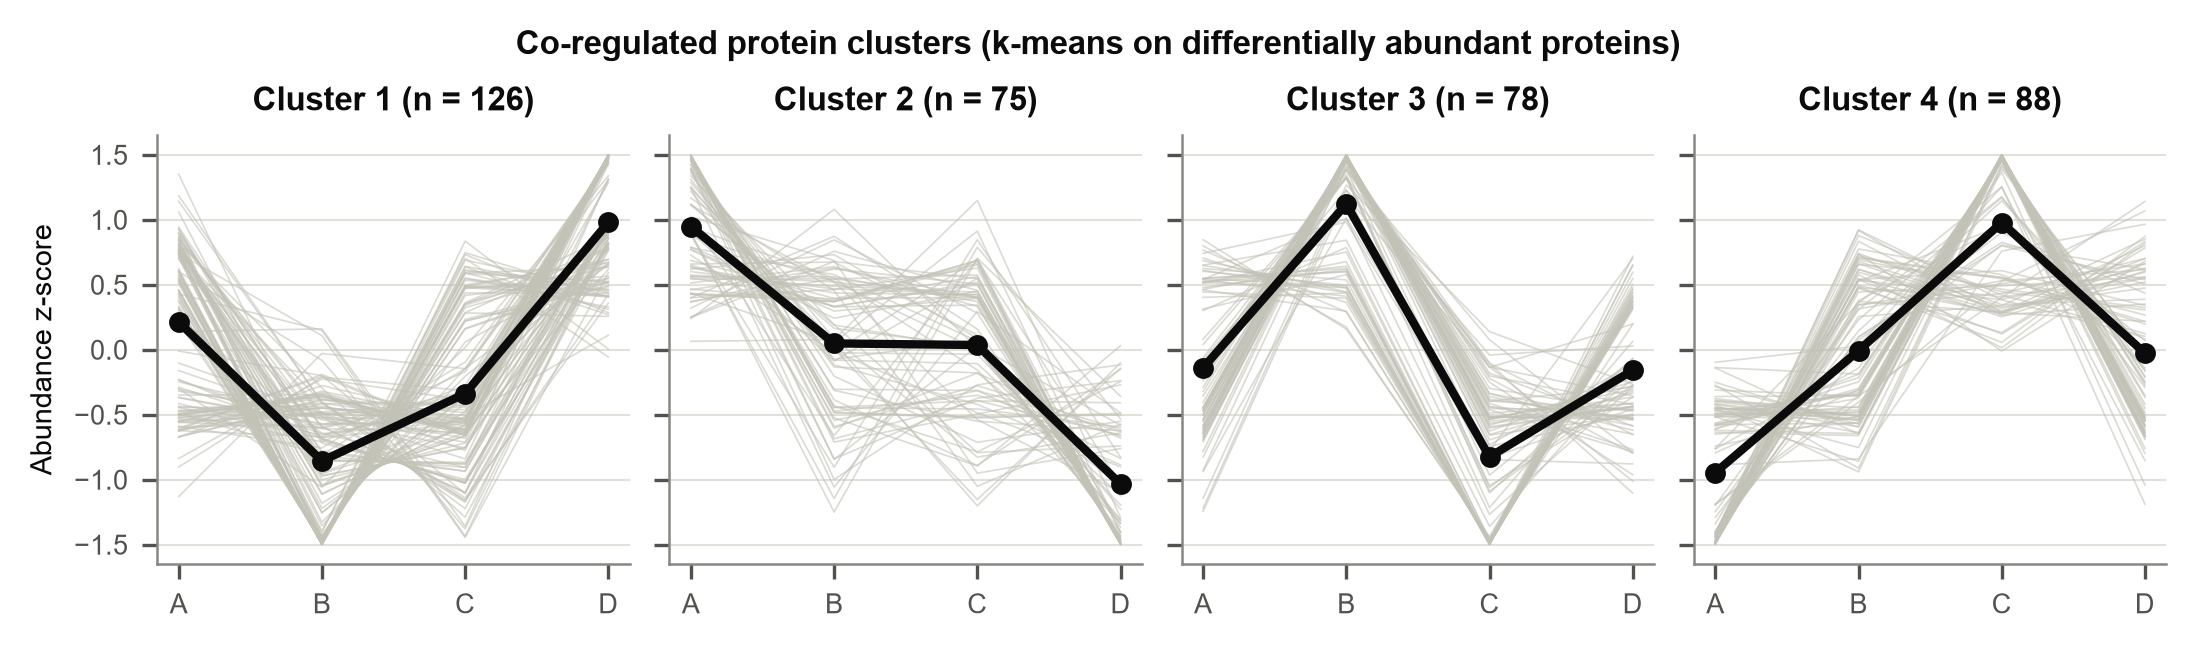 Co-regulated protein clusters (k-means on differentially abundant proteins)
Cluster 1 (n = 126)
Cluster 2 (n = 75)
Cluster 3 (n = 78)
Cluster 4 (n = 88)
Abundance z-score
1.5
1.0
0.5
0.0
−0.5
−1.0
−1.5
A B C D
A B C D
A B C D
A B C D